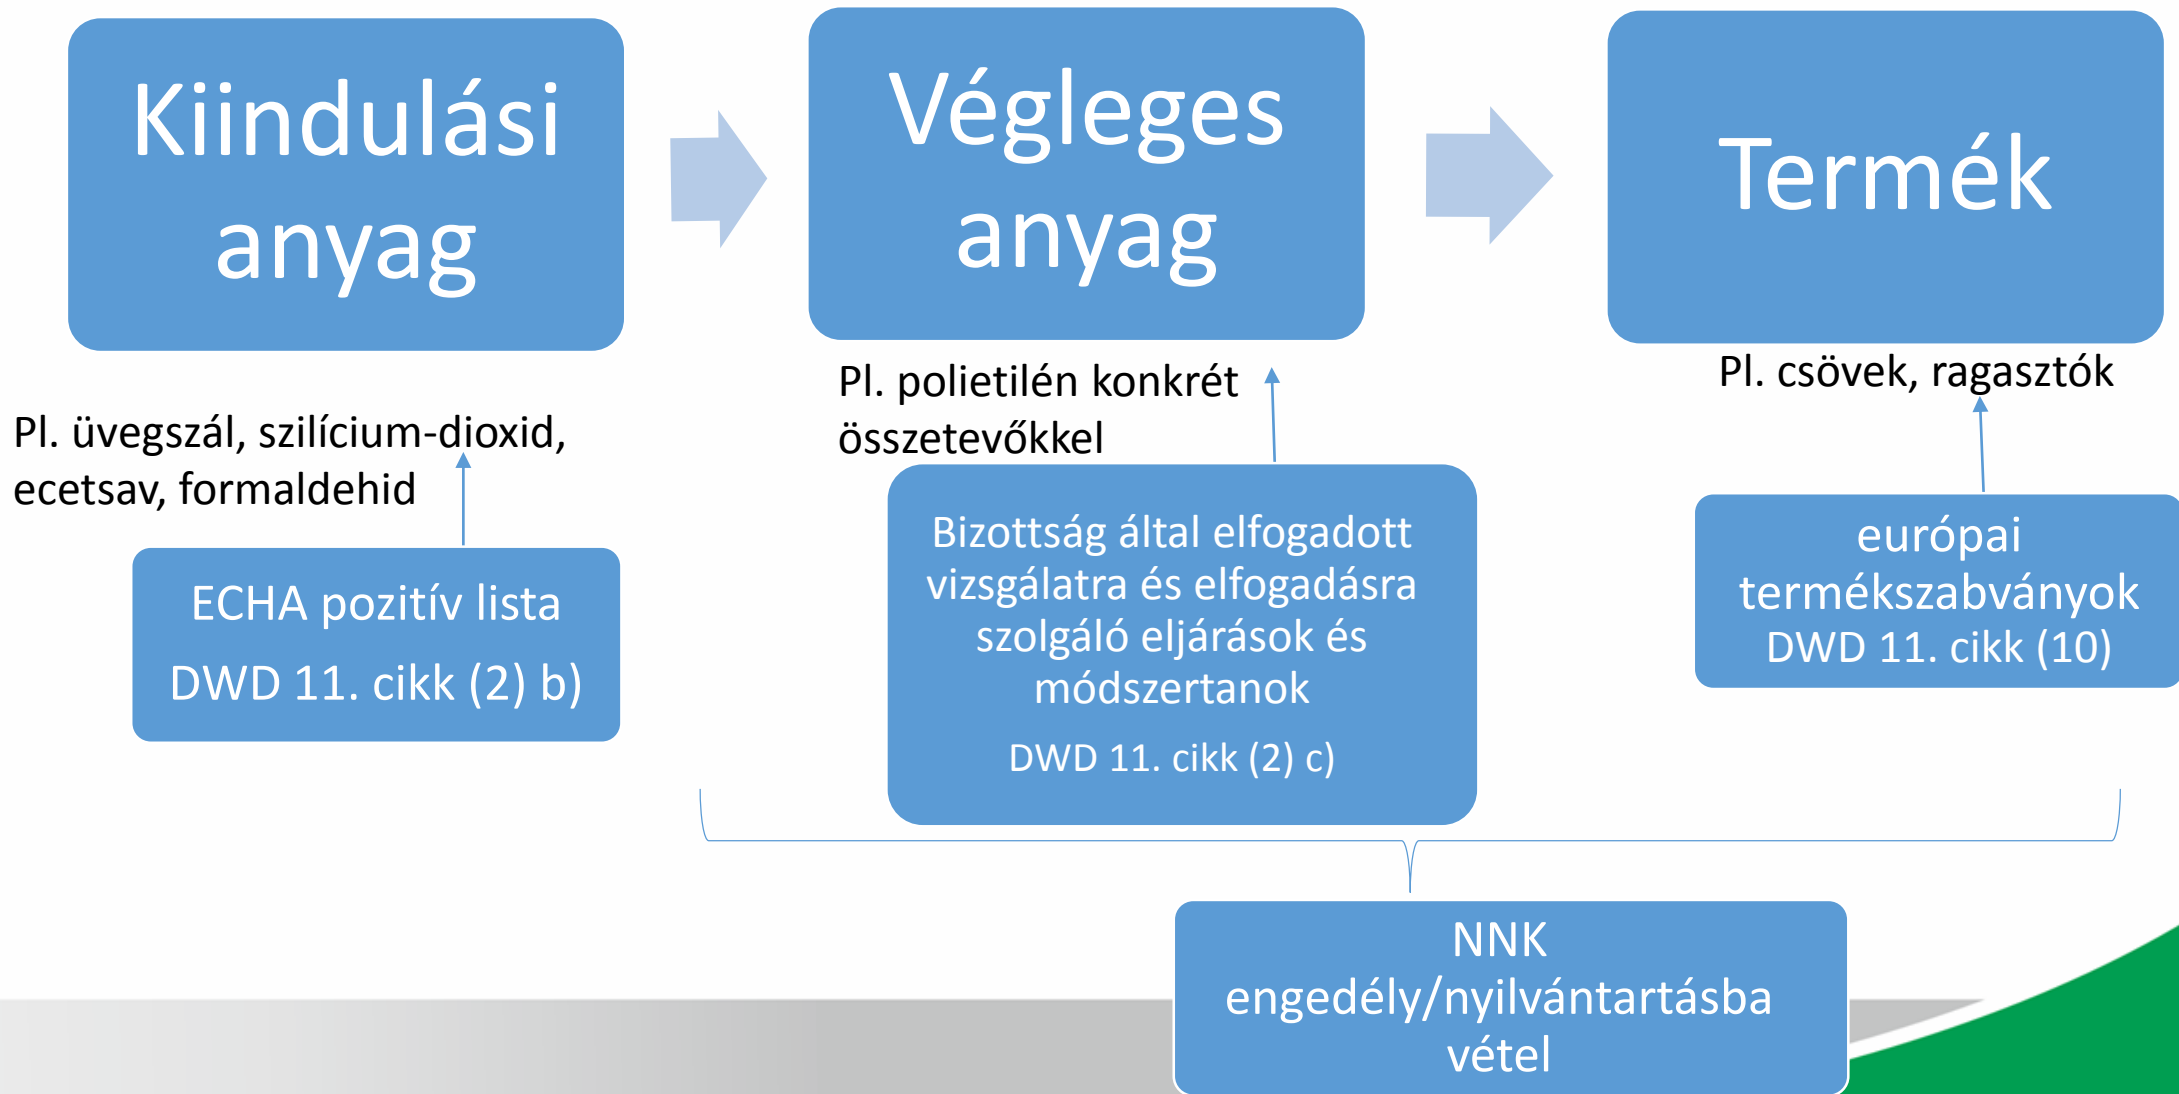 Kiindulási
anyag
Végleges
anyag
Termék
Pl. üvegszál, szilícium-dioxid,
ecetsav, formaldehid
Pl. polietilén konkrét
összetevőkkel
Pl. csövek, ragasztók
ECHA pozitív lista
DWD 11. cikk (2) b)
Bizottság által elfogadott
vizsgálatra és elfogadásra
szolgáló eljárások és
módszertanok
DWD 11. cikk (2) c)
európai
termékszabványok
DWD 11. cikk (10)
NNK
engedély/nyilvántartásba
vétel